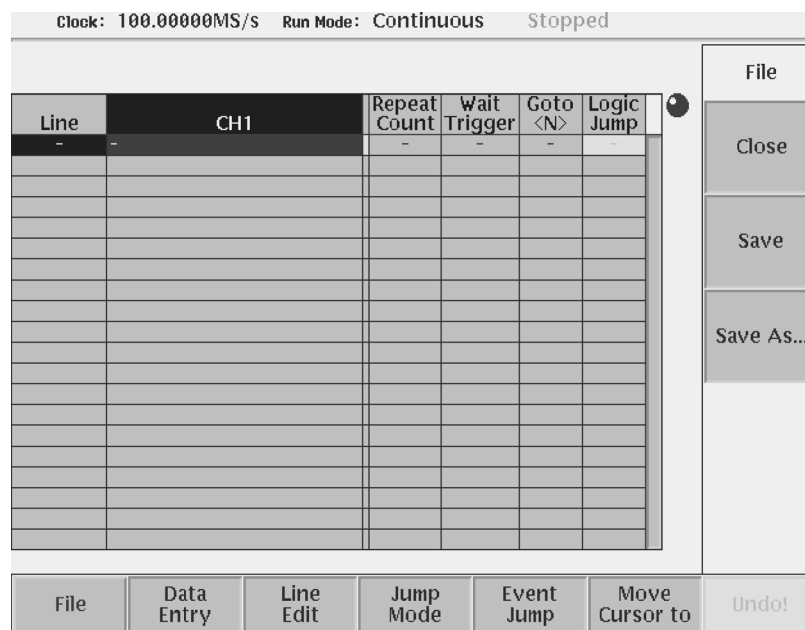 Clock: 100.00000MS/s Run Mode: Continuous Stopped
File
Line CH1 Repeat Count Wait Trigger Goto <N> Logic Jump
- - - - - -
Close
Save
Save As...
File Data Entry Line Edit Jump Mode Event Jump Move Cursor to Undo!